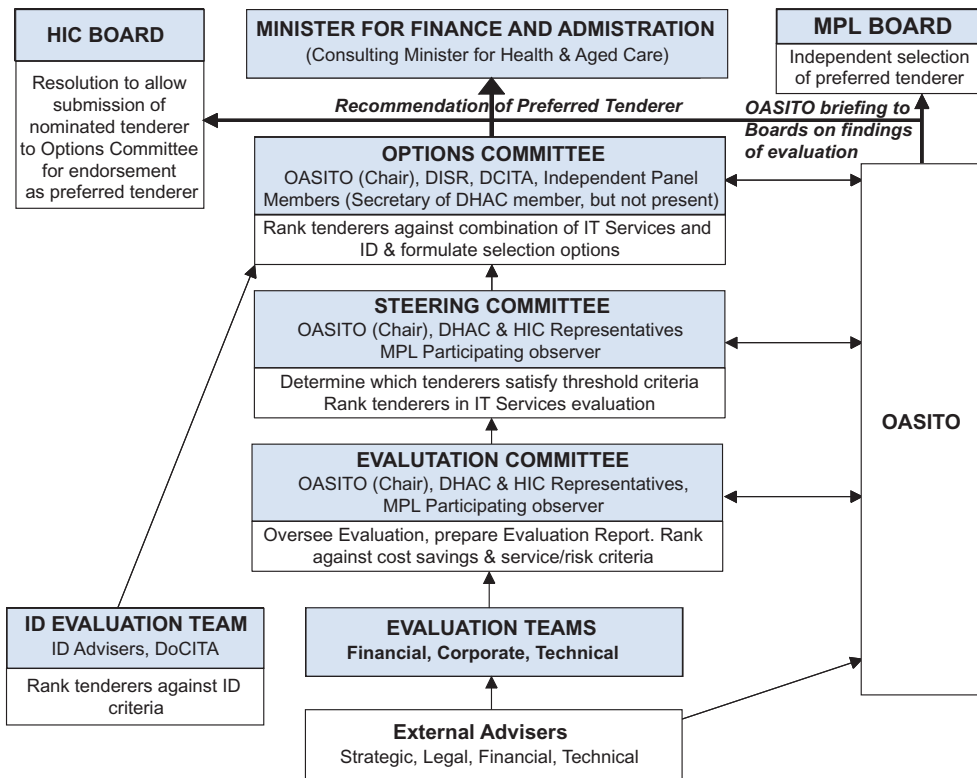 HIC BOARD
Resolution to allow
submission of
nominated tenderer
to Options Committee
for endorsement
as preferred tenderer
MINISTER FOR FINANCE AND ADMISTRATION
(Consulting Minister for Health & Aged Care)
MPL BOARD
Independent selection
of preferred tenderer
Recommendation of Preferred Tenderer
OASITO briefing to
Boards on findings
of evaluation
OPTIONS COMMITTEE
OASITO (Chair), DISR, DCITA, Independent Panel
Members (Secretary of DHAC member, but not present)
Rank tenderers against combination of IT Services and
ID & formulate selection options
STEERING COMMITTEE
OASITO (Chair), DHAC & HIC Representatives
MPL Participating observer
Determine which tenderers satisfy threshold criteria
Rank tenderers in IT Services evaluation
OASITO
EVALUTATION COMMITTEE
OASITO (Chair), DHAC & HIC Representatives,
MPL Participating observer
Oversee Evaluation, prepare Evaluation Report. Rank
against cost savings & service/risk criteria
ID EVALUATION TEAM
ID Advisers, DoCITA
Rank tenderers against ID
criteria
EVALUATION TEAMS
Financial, Corporate, Technical
External Advisers
Strategic, Legal, Financial, Technical